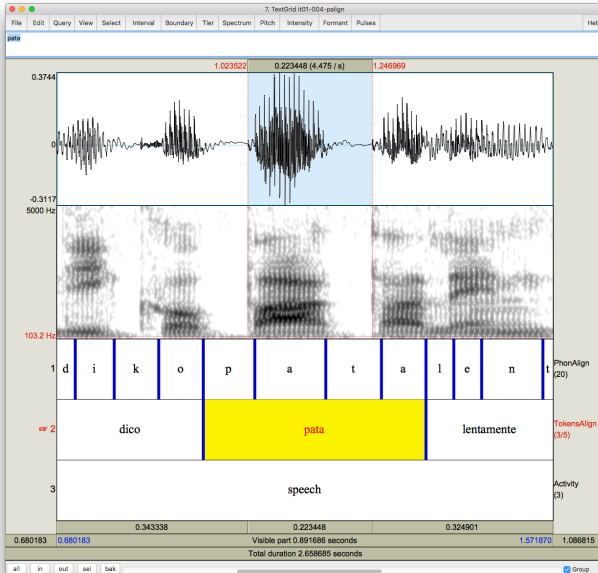 7. TextGrid it01-004-palign
File Edit Query View Select Interval Boundary Tier Spectrum Pitch Intensity Formant Pulses
pata
1.023522 0.223448 (4.475 / s) 1.246969
0.3744
0
-0.3117
5000 Hz
103.2 Hz
1 d i k o p a t a l e n t PhonAlign
(20)
2 dico pata lentamente TokensAlign
(3/5)
3 speech Activity
(3)
0.343338 0.223448 0.324901
0.680183 0.680183 Visible part 0.891686 seconds 1.571870 1.086815
Total duration 2.658685 seconds
all in out sel bak Group